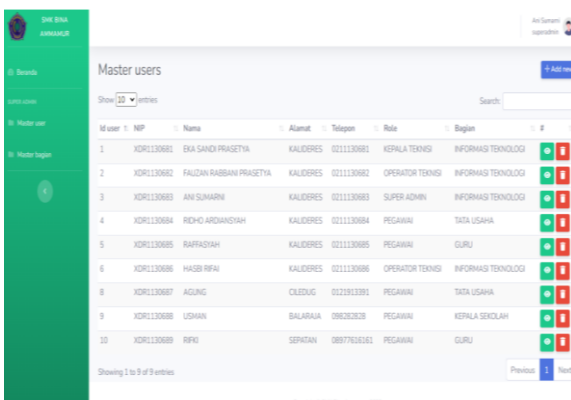 SMK BINA
Ani Sumarni
superadmin
Beranda
Master users
+ Add new
SUPER ADMIN
Show 10 entries
Search:
Master user
Id user NIP Nama Alamat Telepon Role Bagian #
1 XDR1130681 EKA SANDI PRASETYA KALIDERES 0211130681 KEPALA TEKNISI INFORMASI TEKNOLOGI
Master bagian
2 XDR1130682 FAUZAN RABBANI PRASETYA KALIDERES 0211130682 OPERATOR TEKNISI INFORMASI TEKNOLOGI
3 XDR1130683 ANI SUMARNI KALIDERES 0211130683 SUPER ADMIN INFORMASI TEKNOLOGI
4 XDR1130684 RIDHO ARDIANSYAH KALIDERES 0211130684 PEGAWAI TATA USAHA
5 XDR1130685 RAFFASYAH KALIDERES 0211130685 PEGAWAI GURU
6 XDR1130686 HASBI RIFAI KALIDERES 0211130686 OPERATOR TEKNISI INFORMASI TEKNOLOGI
8 XDR1130687 AGUNG CILEDUG 0121913391 PEGAWAI TATA USAHA
9 XDR1130688 USMAN BALARAJA 098282828 PEGAWAI KEPALA SEKOLAH
10 XDR1130689 RIFKI SEPATAN 08977616161 PEGAWAI GURU
Showing 1 to 9 of 9 entries
Previous 1 Next